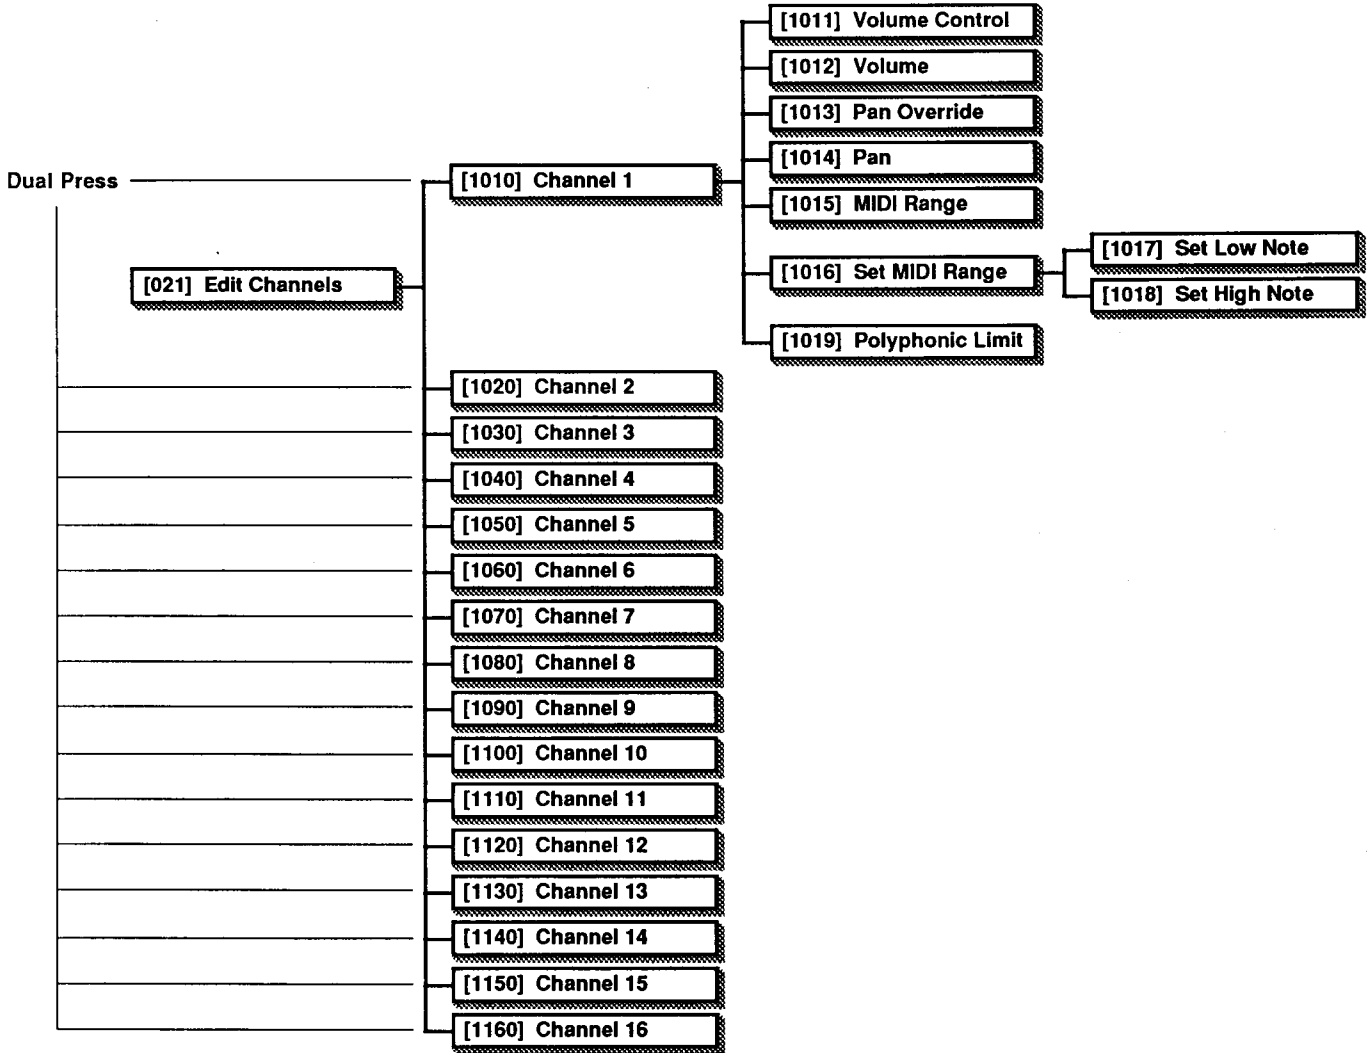 [1011] Volume Control
[1012] Volume
[1013] Pan Override
[1014] Pan
Dual Press
[1010] Channel 1
[1015] MIDI Range
[1017] Set Low Note
[021] Edit Channels
[1016] Set MIDI Range
[1018] Set High Note
[1019] Polyphonic Limit
[1020] Channel 2
[1030] Channel 3
[1040] Channel 4
[1050] Channel 5
[1060] Channel 6
[1070] Channel 7
[1080] Channel 8
[1090] Channel 9
[1100] Channel 10
[1110] Channel 11
[1120] Channel 12
[1130] Channel 13
[1140] Channel 14
[1150] Channel 15
[1160] Channel 16